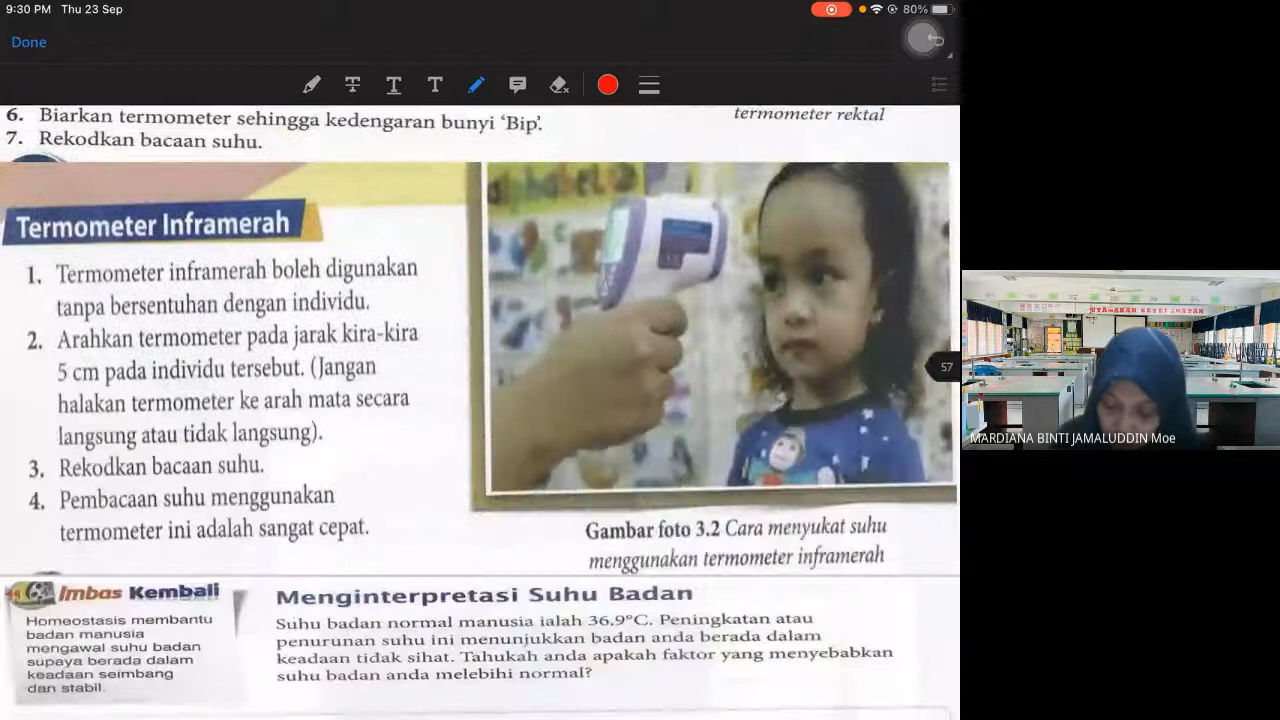 9:30 PM Thu 23 Sep
80%
Done
6. Biarkan termometer sehingga kedengaran bunyi 'Bip'.
7. Rekodkan bacaan suhu.
termometer rektal
Termometer Inframerah
1. Termometer inframerah boleh digunakan
tanpa bersentuhan dengan individu.
2. Arahkan termometer pada jarak kira-kira
5 cm pada individu tersebut. (Jangan
halakan termometer ke arah mata secara
langsung atau tidak langsung).
3. Rekodkan bacaan suhu.
4. Pembacaan suhu menggunakan
termometer ini adalah sangat cepat.
alphabet
57
Gambar foto 3.2 Cara menyukat suhu
menggunakan termometer inframerah
Imbas Kembali
Homeostasis membantu
badan manusia
mengawal suhu badan
supaya berada dalam
keadaan seimbang
dan stabil.
Menginterpretasi Suhu Badan
Suhu badan normal manusia ialah 36.9°C. Peningkatan atau
penurunan suhu ini menunjukkan badan anda berada dalam
keadaan tidak sihat. Tahukah anda apakah faktor yang menyebabkan
suhu badan anda melebihi normal?
UTAMAKAN KESELAMATAN
MARDIANA BINTI JAMALUDDIN Moe